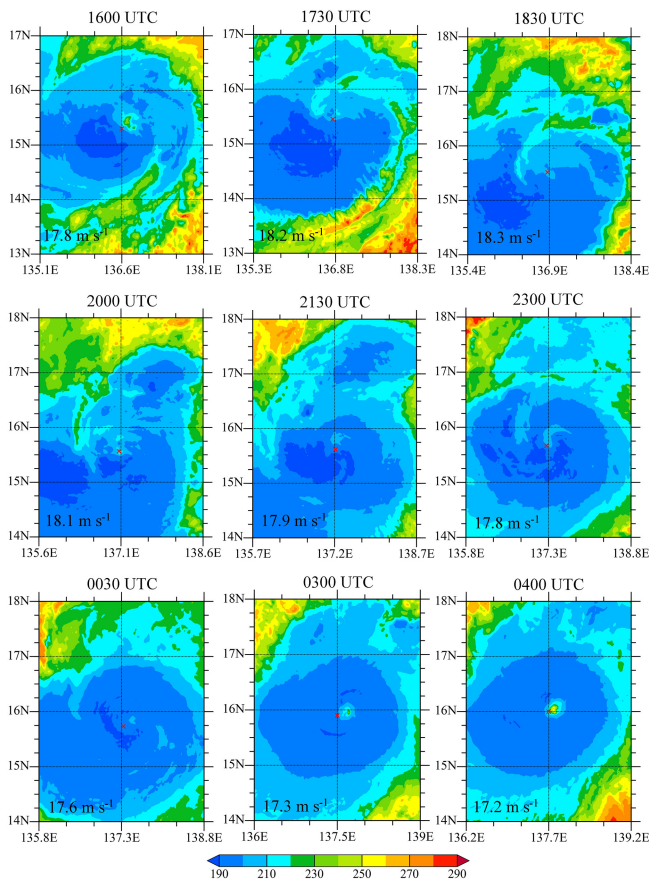 1600 UTC 1730 UTC 1830 UTC
17N 17N 18N
16N 16N 17N
15N 15N 16N
14N 14N 15N
13N 13N 14N
17.8 m s⁻¹ 18.2 m s⁻¹ 18.3 m s⁻¹
135.1E 136.6E 138.1E 135.3E 136.8E 138.3E 135.4E 136.9E 138.4E
2000 UTC 2130 UTC 2300 UTC
18N 18N 18N
17N 17N 17N
16N 16N 16N
15N 15N 15N
14N 14N 14N
18.1 m s⁻¹ 17.9 m s⁻¹ 17.8 m s⁻¹
135.6E 137.1E 138.6E 135.7E 137.2E 138.7E 135.8E 137.3E 138.8E
0030 UTC 0300 UTC 0400 UTC
18N 18N 18N
17N 17N 17N
16N 16N 16N
15N 15N 15N
14N 14N 14N
17.6 m s⁻¹ 17.3 m s⁻¹ 17.2 m s⁻¹
135.8E 137.3E 138.8E 136E 137.5E 139E 136.2E 137.7E 139.2E
190 210 230 250 270 290